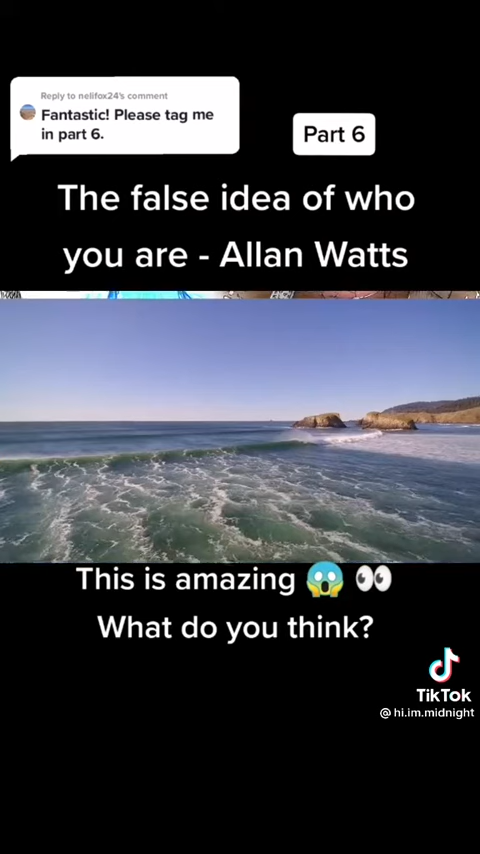 Reply to nelifox24's comment
Fantastic! Please tag me
in part 6.
Part 6
The false idea of who
you are - Allan Watts
This is amazing 😱 👀
What do you think?
TikTok
@ hi.im.midnight